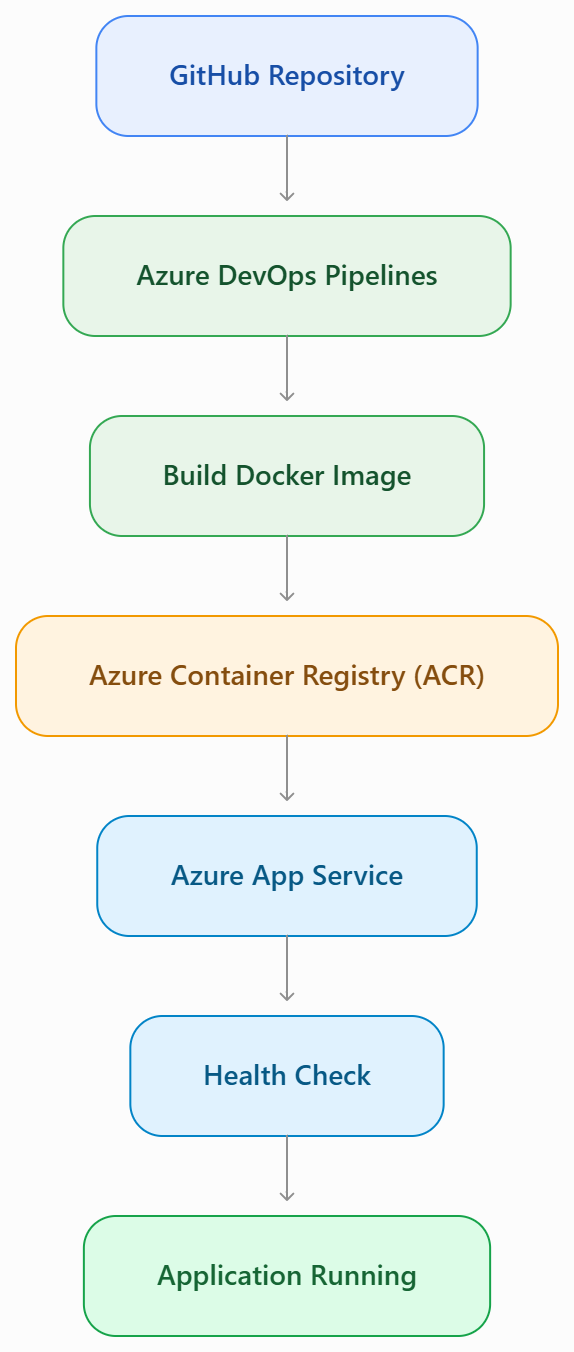 GitHub Repository
Azure DevOps Pipelines
Build Docker Image
Azure Container Registry (ACR)
Azure App Service
Health Check
Application Running